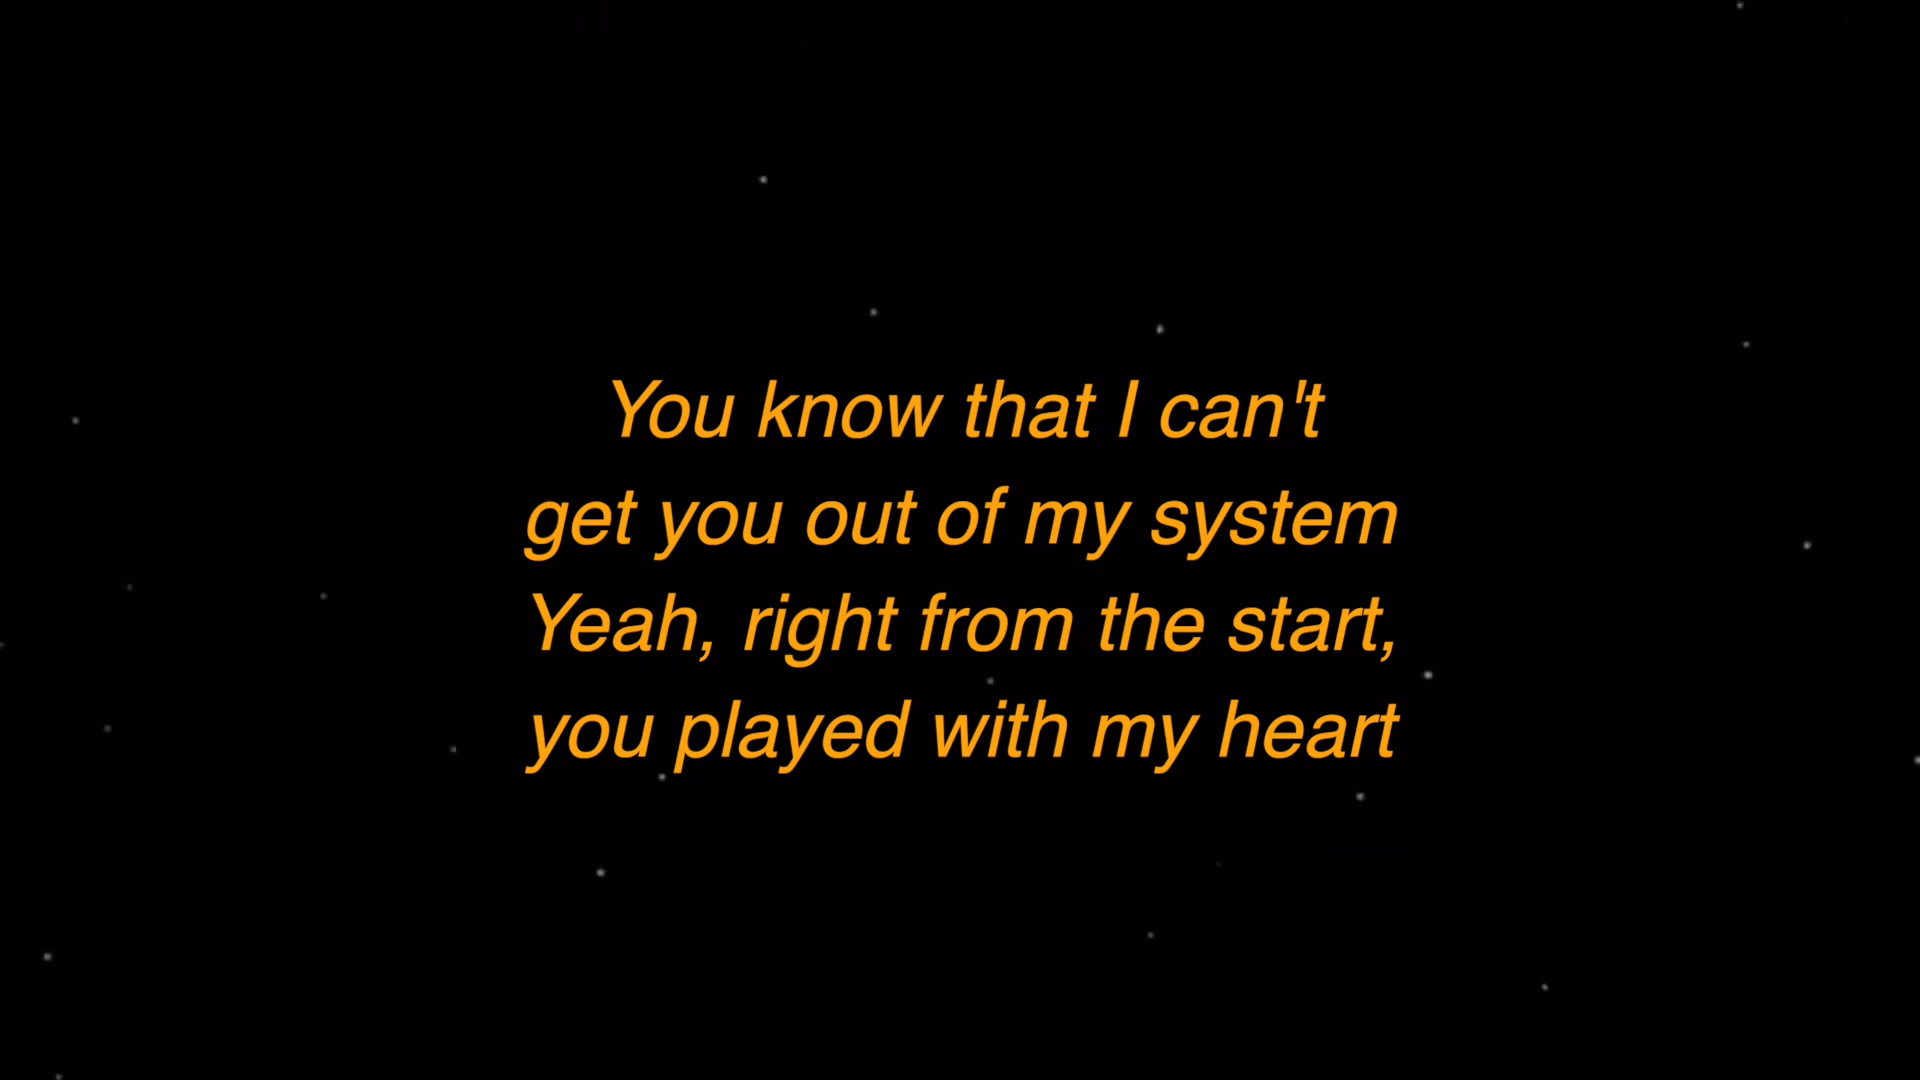 You know that I can't
get you out of my system
Yeah, right from the start,
you played with my heart